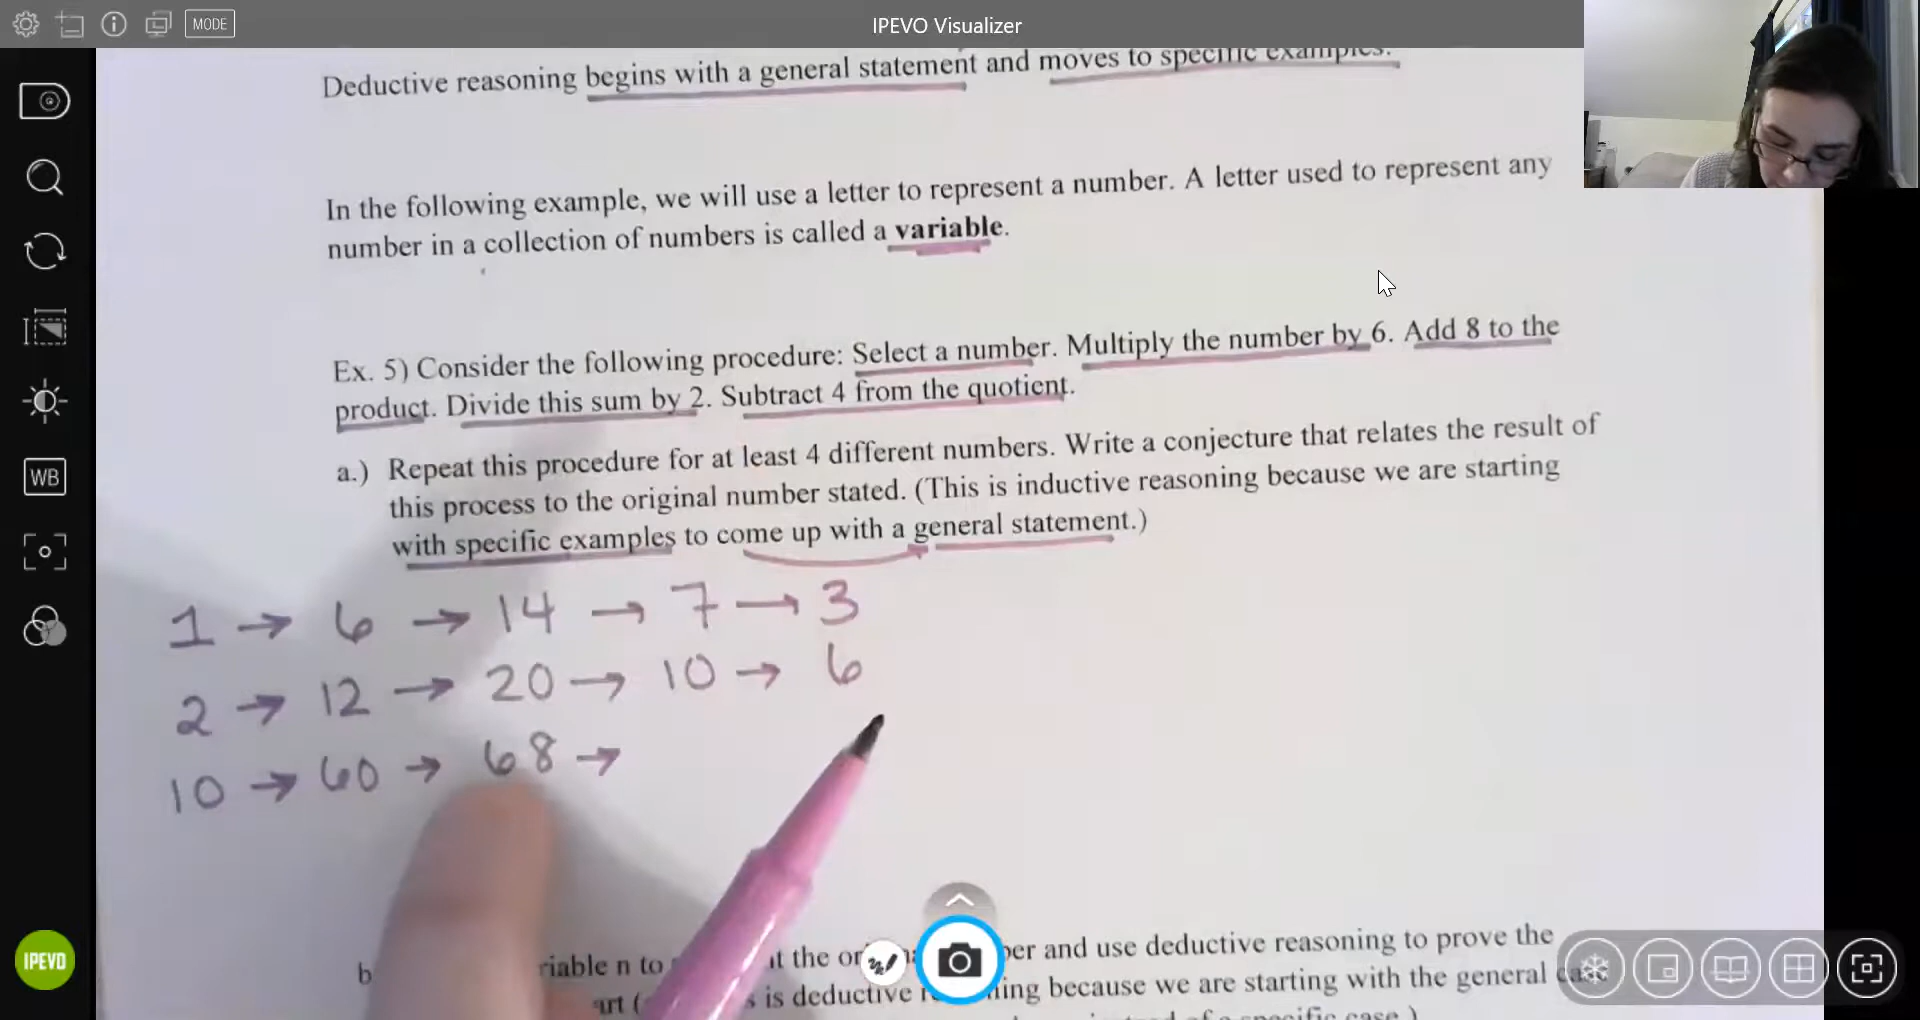 MODE
IPEVO Visualizer
Deductive reasoning begins with a general statement and moves to specific examples.
In the following example, we will use a letter to represent a number. A letter used to represent any
number in a collection of numbers is called a variable.
Ex. 5) Consider the following procedure: Select a number. Multiply the number by 6. Add 8 to the
product. Divide this sum by 2. Subtract 4 from the quotient.
a.) Repeat this procedure for at least 4 different numbers. Write a conjecture that relates the result of
this process to the original number stated. (This is inductive reasoning because we are starting
with specific examples to come up with a general statement.)
WB
1 → 6 → 14 → 7 → 3
2 → 12 → 20 → 10 → 6
10 → 60 → 68 →
b riable n to the or er and use deductive reasoning to prove the
art ( s is deductive ing because we are starting with the general
of a specific case.)
IPEVO